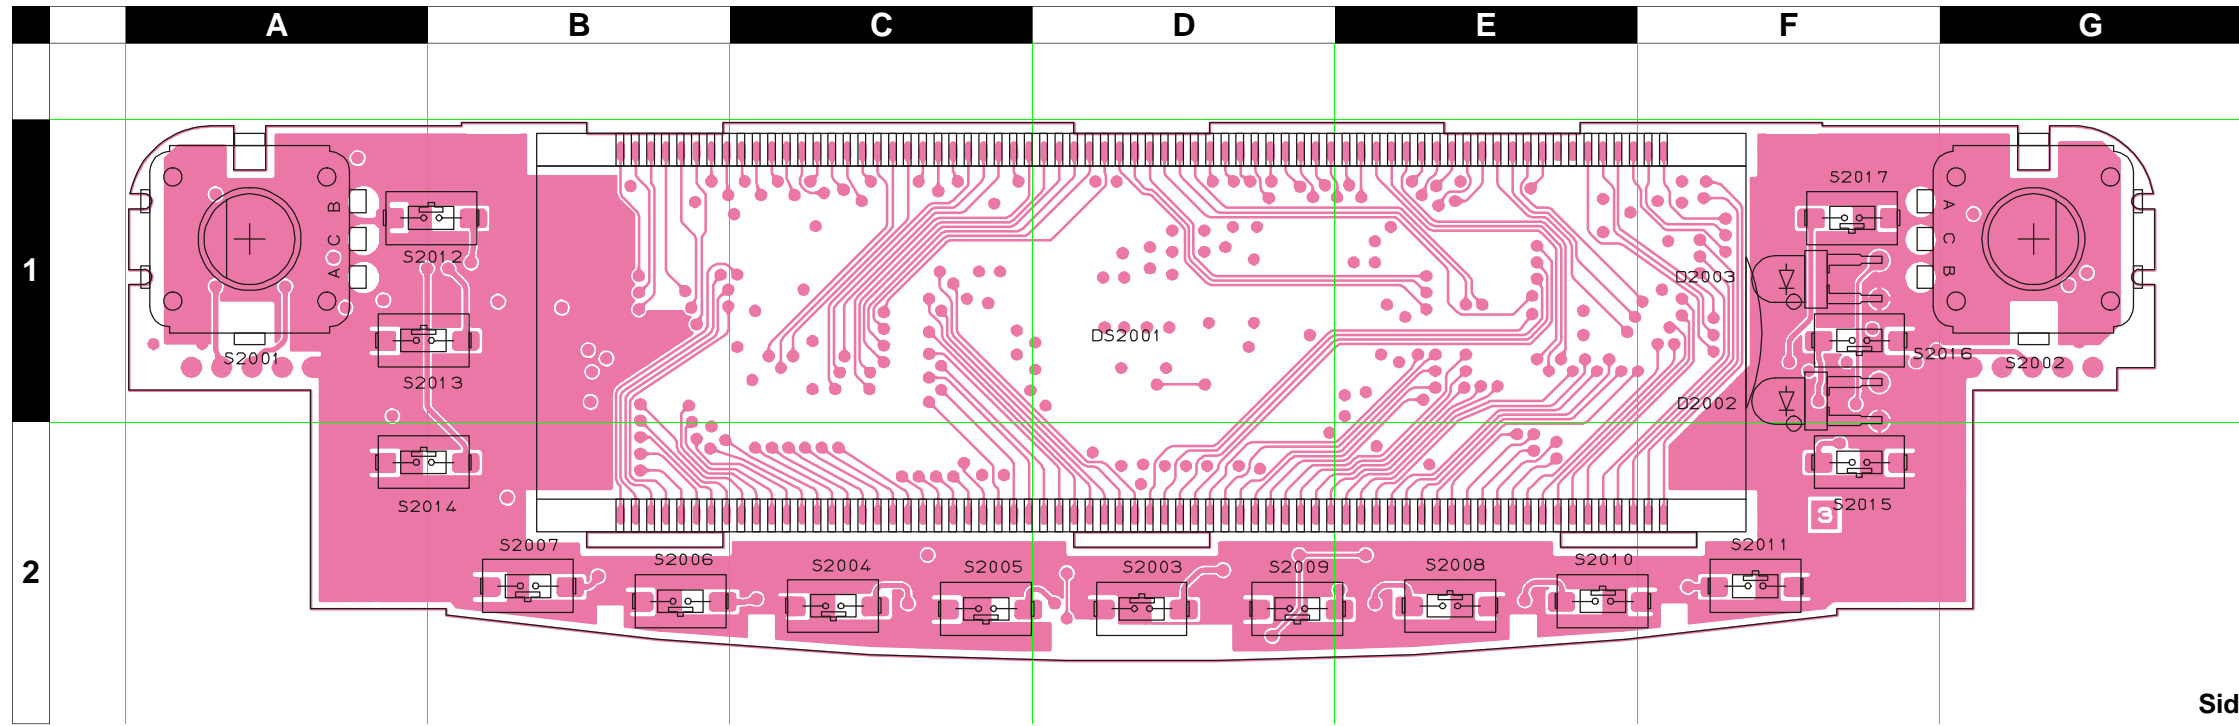 A B C D E F G
1
2
S2001
B
C
A
S2012
S2013
S2014
DS2001
S2017
D2003
D2002
S2016
S2015
3
A
C
B
S2002
S2007
S2006
S2004
S2005
S2003
S2009
S2008
S2010
S2011
Sid